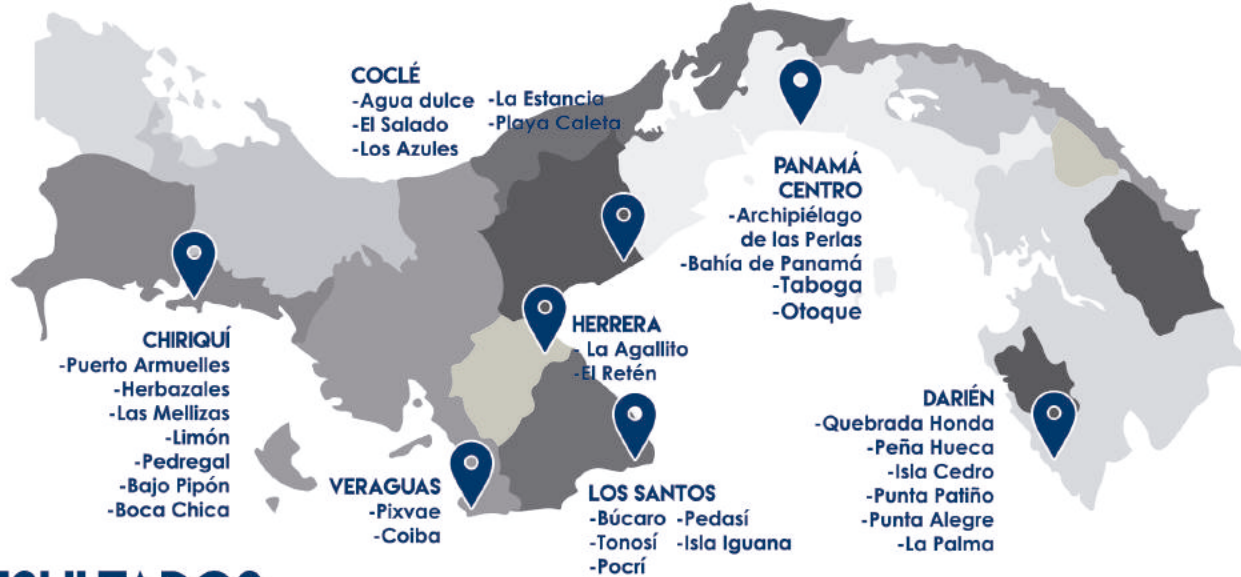 COCLÉ
-Agua dulce -La Estancia
-El Salado -Playa Caleta
-Los Azules
PANAMÁ
CENTRO
-Archipiélago
de las Perlas
-Bahía de Panamá
-Taboga
-Otoque
CHIRIQUÍ
-Puerto Armuelles
-Herbazales
-Las Mellizas
-Limón
-Pedregal
-Bajo Pipón
-Boca Chica
HERRERA
- La Agallito
-El Retén
VERAGUAS
-Pixvae
-Coiba
LOS SANTOS
-Búcaro -Pedasí
-Tonosí -Isla Iguana
-Pocrí
DARIÉN
-Quebrada Honda
-Peña Hueca
-Isla Cedro
-Punta Patiño
-Punta Alegre
-La Palma